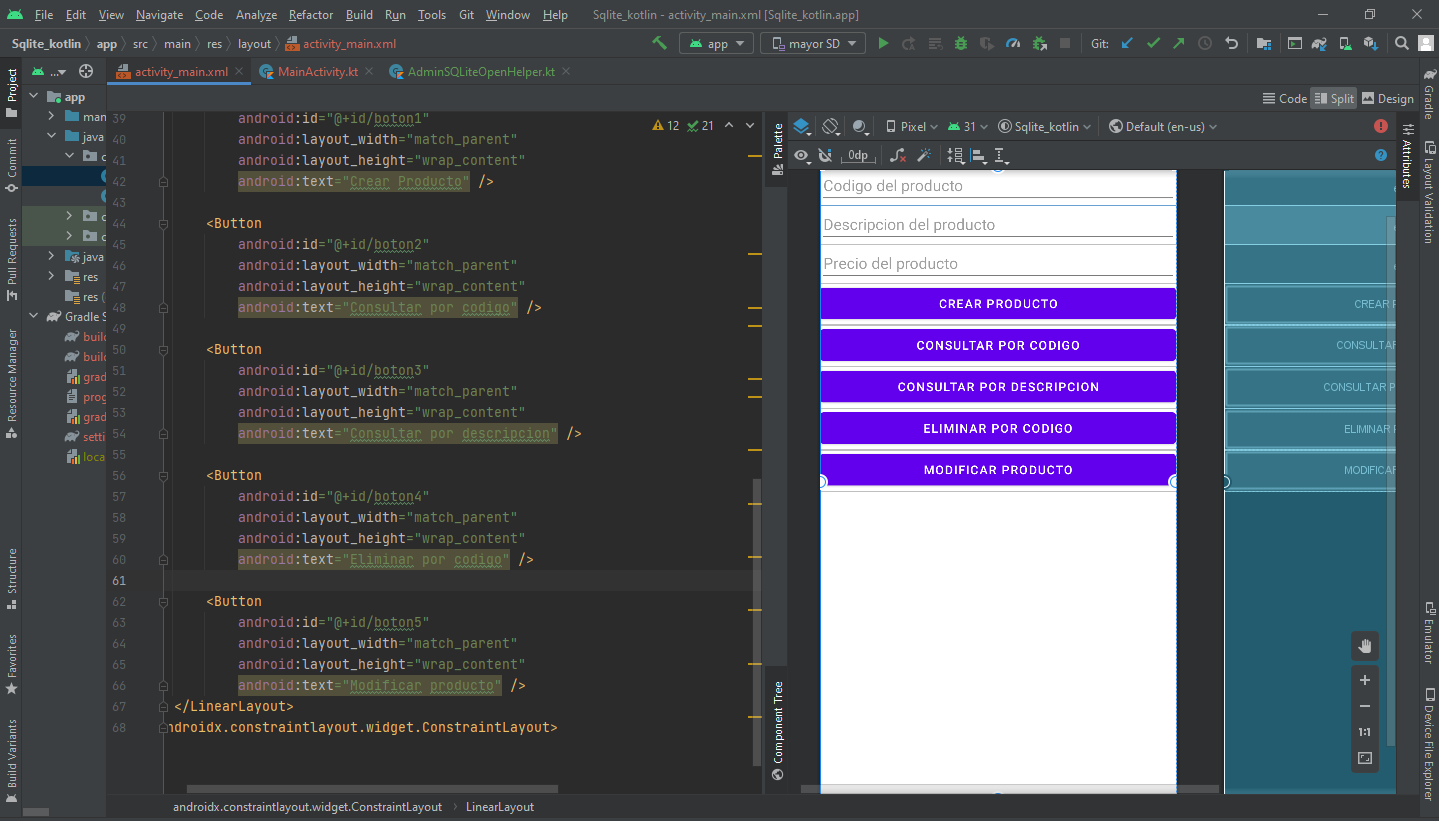 File Edit View Navigate Code Analyze Refactor Build Run Tools Git Window Help Sqlite_kotlin - activity_main.xml [Sqlite_kotlin.app]
Sqlite_kotlin app src main res layout activity_main.xml app mayor SD Git:
activity_main.xml MainActivity.kt AdminSQLiteOpenHelper.kt
Code Split Design
Project
Commit
Pull Requests
Resource Manager
Structure
Favorites
Build Variants
...
app
man
java
c
c
c
java
res
res (
Gradle S
build
build
grad
prog
grad
setti
loca
12 21
39 android:id="@+id/boton1"
40 android:layout_width="match_parent"
41 android:layout_height="wrap_content"
42 android:text="Crear Producto" />
43
44 <Button
45 android:id="@+id/boton2"
46 android:layout_width="match_parent"
47 android:layout_height="wrap_content"
48 android:text="Consultar por codigo" />
49
50 <Button
51 android:id="@+id/boton3"
52 android:layout_width="match_parent"
53 android:layout_height="wrap_content"
54 android:text="Consultar por descripcion" />
55
56 <Button
57 android:id="@+id/boton4"
58 android:layout_width="match_parent"
59 android:layout_height="wrap_content"
60 android:text="Eliminar por codigo" />
61
62 <Button
63 android:id="@+id/boton5"
64 android:layout_width="match_parent"
65 android:layout_height="wrap_content"
66 android:text="Modificar producto" />
67 </LinearLayout>
68 ndroidx.constraintlayout.widget.ConstraintLayout>
androidx.constraintlayout.widget.ConstraintLayout LinearLayout
Palette
Component Tree
Pixel 31 Sqlite_kotlin Default (en-us)
0dp
Codigo del producto
Descripcion del producto
Precio del producto
CREAR PRODUCTO
CONSULTAR POR CODIGO
CONSULTAR POR DESCRIPCION
ELIMINAR POR CODIGO
MODIFICAR PRODUCTO
CREAR P
CONSULTAR
CONSULTAR P
ELIMINAR P
MODIFICAR
1:1
Attributes
Gradle
Layout Validation
Emulator
Device File Explorer